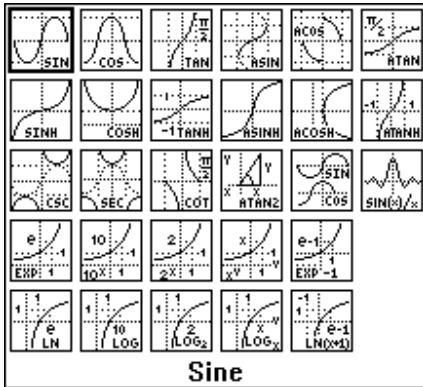 SIN COS π/2 TAN ASIN ACOS π/2 ATAN
SINH COSH -1 -1 TANH ASINH ACOSH -1 1 ATANH
CSC SEC π/2 COT Y Y X X ATAN2 SIN COS SIN(x)/x
e 1 EXP 1 10 1 10ˣ 1 2 1 2ˣ 1 x 1 xʸ y e-1 1 EXP-1 1
1 1 e LN 1 1 10 LOG 1 1 2 LOG₂ 1 1 x y LOGₓ -1 1 e-1 LN(x+1)
Sine